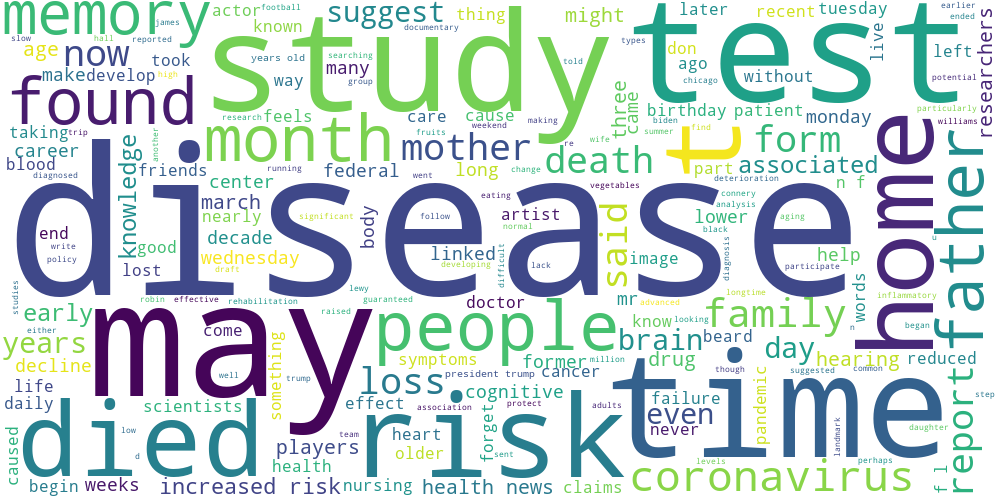 memory
actor
suggest
thing
might
later
recent
tuesday
earlier
ended
james
football
documentary
slow
hall
reported
known
don
live
left
researchers
age
now
took
years old
searching
told
types
ago
without
potential
make
develop
high
way
many
group
chicago
study
test
found
research
feels
care
cause
three
came
birthday
patient
monday
particularly
williams
taking
trip
another
weekend
making
fruits
biden
summer
wife
find
month
mother
death
t
form
home
father
career
knowledge
friends
running
federal
went
long
re
change
part
associated
blood
diagnosed
center
eating
vegetables
deterioration
n f
march
significant
body
follow
artist
normal
said
lower
connery
analysis
black
aging
nearly
good
decade
end
write
policy
wednesday
draft
linked
developing
difficult
lack
image
diagnosis
participate
help
lost
disease
studies
robin
effective
rehabilitation
lewy
guaranteed
raised
doctor
mr
advanced
longtime
words
inflammatory
u
early
may
come
people
know
looking
family
n
began
years
either
symptoms
former
million
brain
beard
though
day
suggested
hearing
common
reduced
decline
something
well
trump
president trump
cancer
drug
life
loss
cognitive
risk
time
step
daily
scientists
effect
association
protect
adults
failure
even
never
pandemic
landmark
daughter
report
caused
died
low
d
players
team
heart
older
forget
sent
levels
perhaps
f l
health
coronavirus
begin
weeks
increased risk
nursing
health news
claims